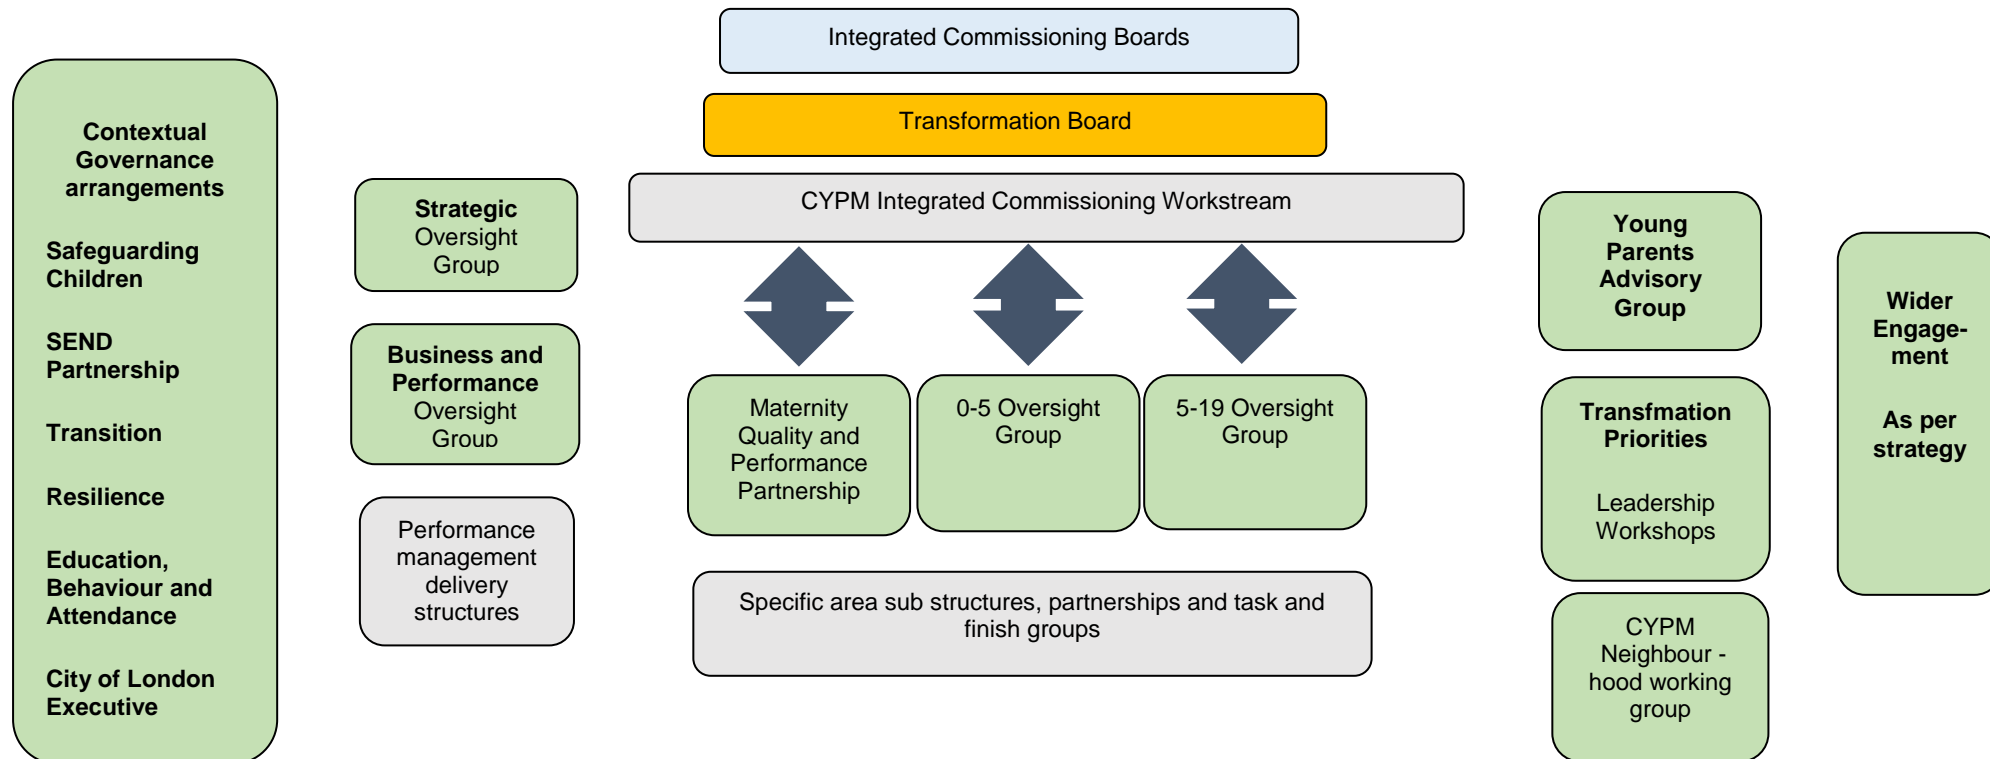 Integrated Commissioning Boards
Transformation Board
CYPM Integrated Commissioning Workstream
Contextual
Governance
arrangements
Safeguarding
Children
SEND
Partnership
Transition
Resilience
Education,
Behaviour and
Attendance
City of London
Executive
Strategic
Oversight
Group
Business and
Performance
Oversight
Group
Performance
management
delivery
structures
Maternity
Quality and
Performance
Partnership
0-5 Oversight
Group
5-19 Oversight
Group
Specific area sub structures, partnerships and task and
finish groups
Young
Parents
Advisory
Group
Transfmation
Priorities
Leadership
Workshops
CYPM
Neighbour -
hood working
group
Wider
Engage-
ment
As per
strategy